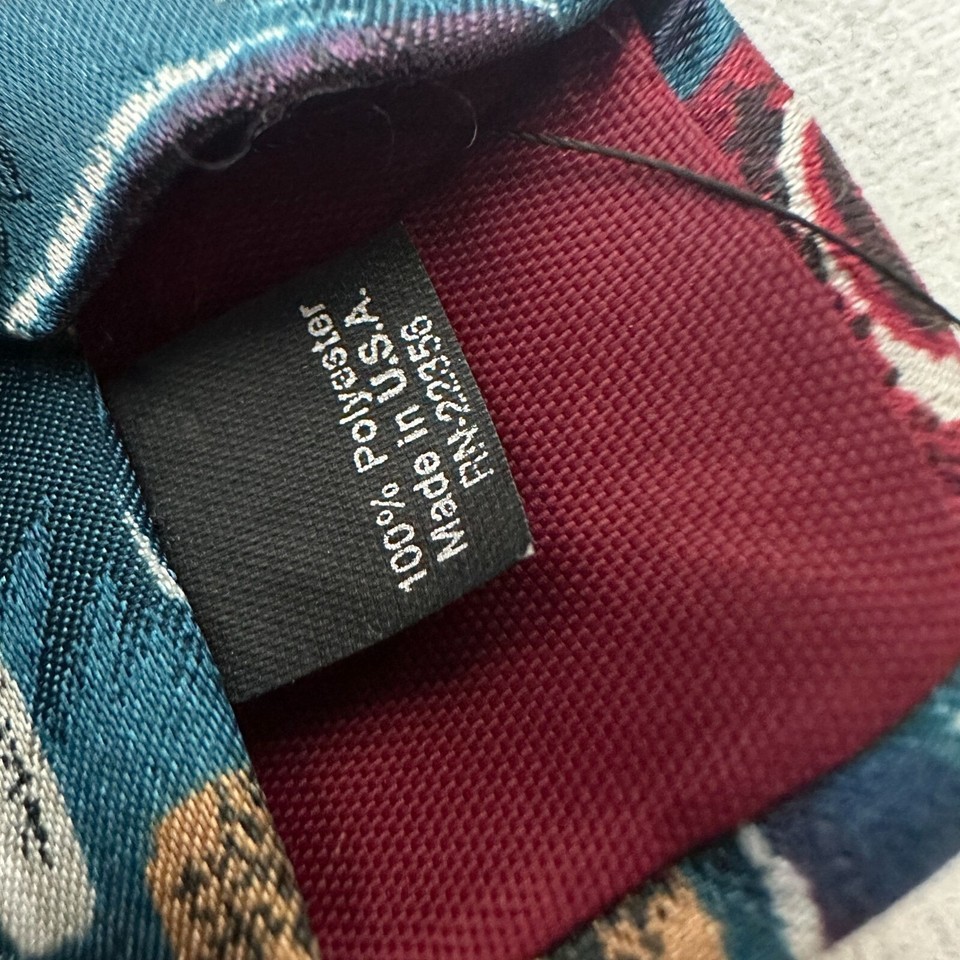 100% Polyester
Made in U.S.A.
RN-22356